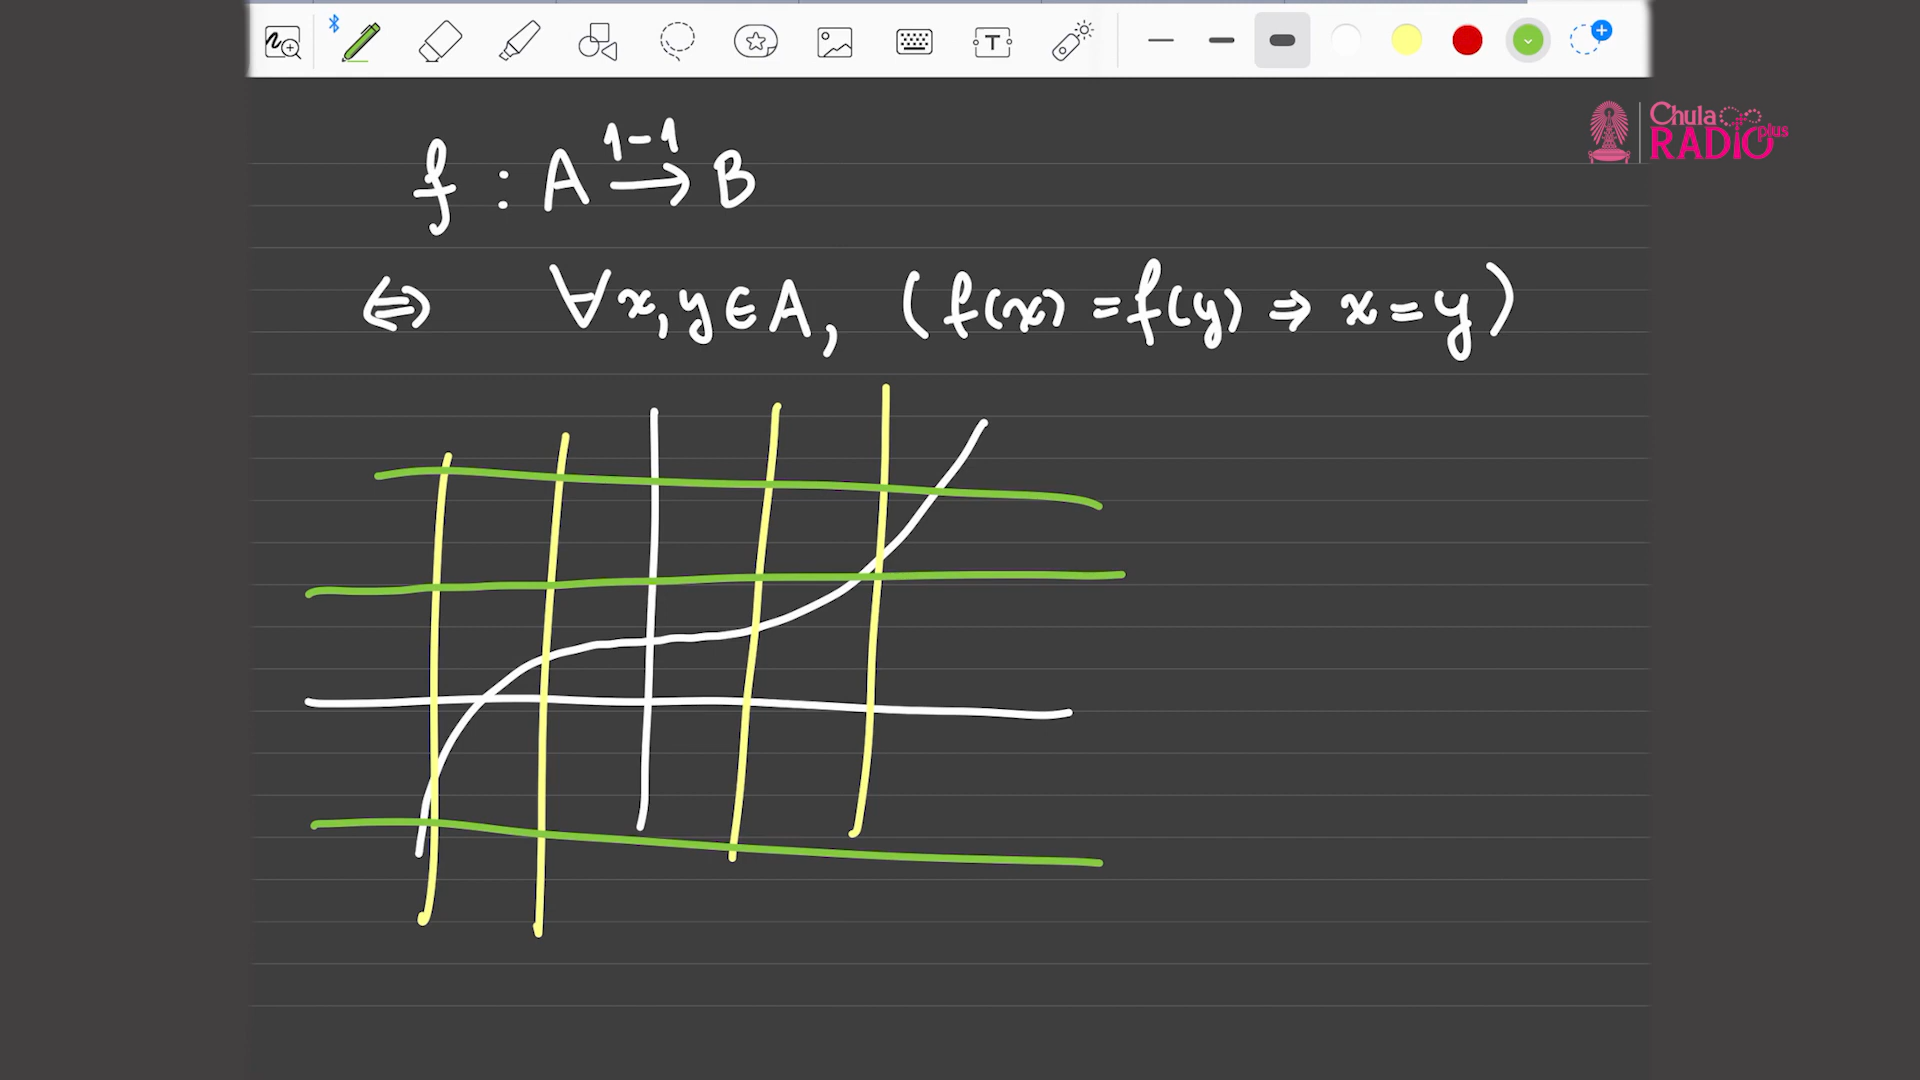 Chula
RADIO plus
f : A 1-1→ B
⇔ ∀x,y∈A, (f(x) = f(y) ⇒ x = y)